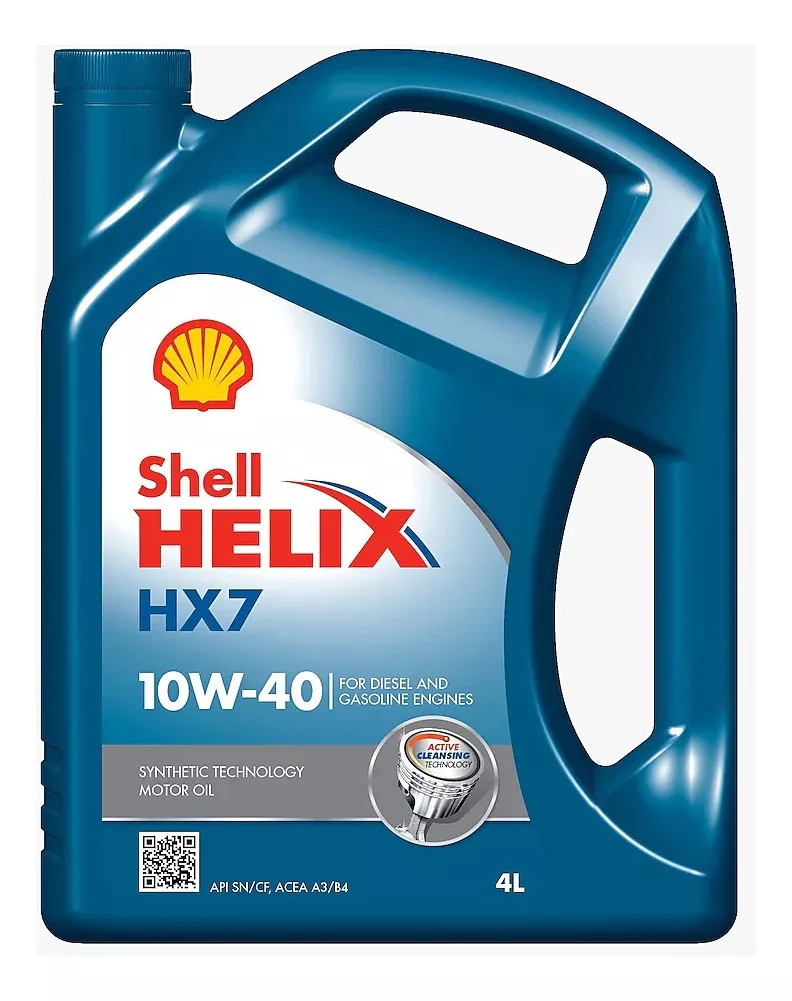 Shell
HELIX
HX7
10W-40
FOR DIESEL AND
GASOLINE ENGINES
ACTIVE
CLEANSING
TECHNOLOGY
SYNTHETIC TECHNOLOGY
MOTOR OIL
API SN/CF, ACEA A3/B4
4L